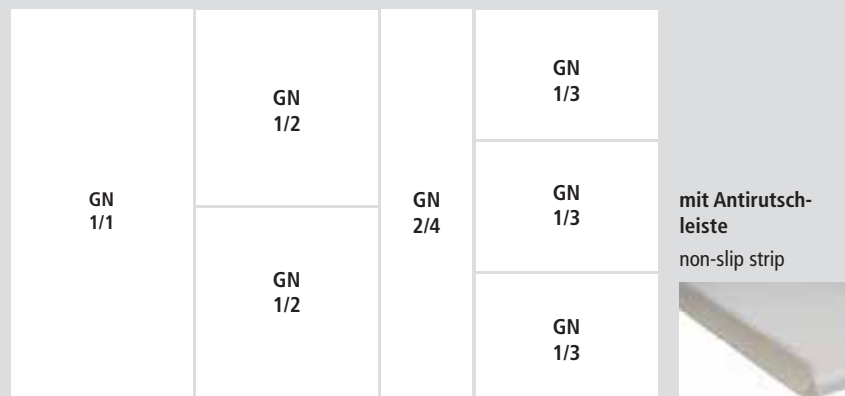 GN
1/1
GN
1/2
GN
1/2
GN
2/4
GN
1/3
GN
1/3
GN
1/3
mit Antirutsch-
leiste
non-slip strip